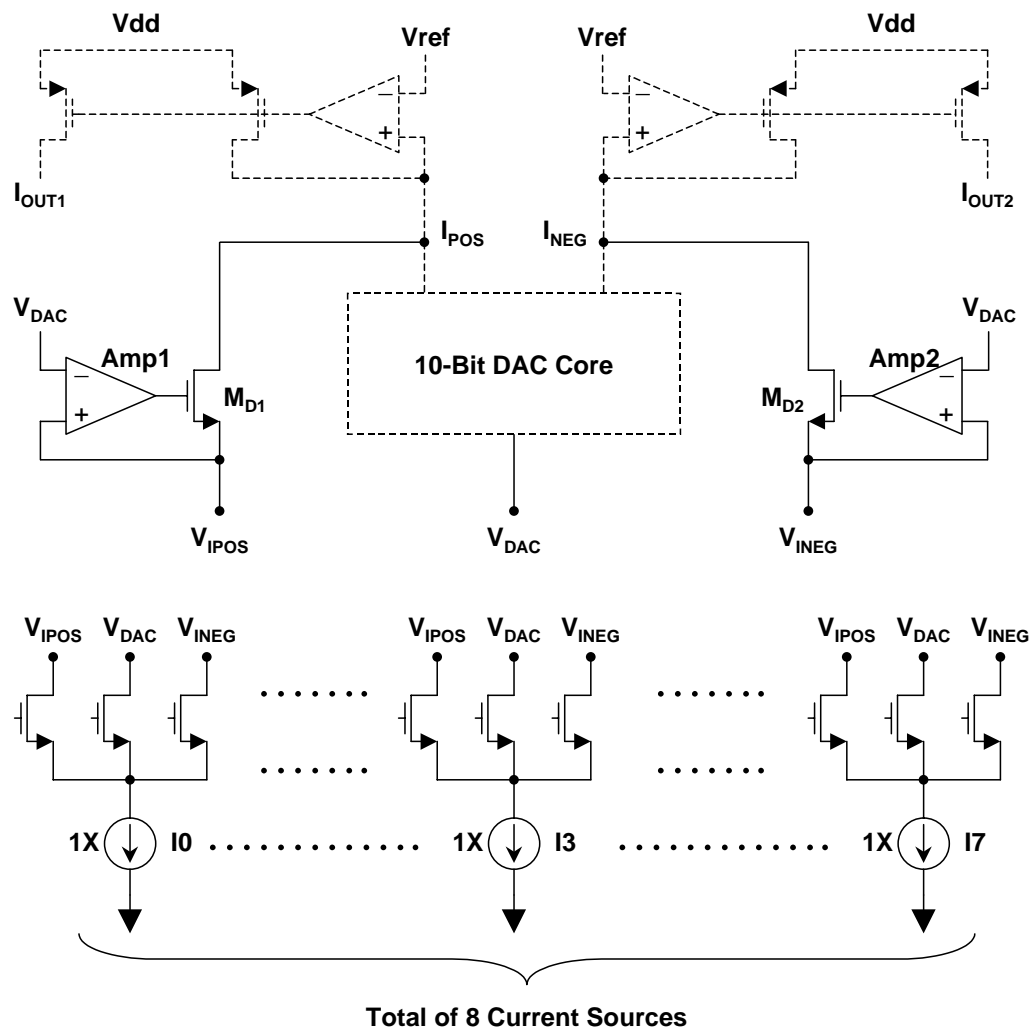 Vdd Vref Vref Vdd
− −
+ +
I_OUT1 I_OUT2
I_POS I_NEG
V_DAC V_DAC
Amp1 10-Bit DAC Core Amp2
− −
M_D1 M_D2
+ +
V_IPOS V_DAC V_INEG
V_IPOS V_DAC V_INEG V_IPOS V_DAC V_INEG V_IPOS V_DAC V_INEG
1X I0 1X I3 1X I7
Total of 8 Current Sources